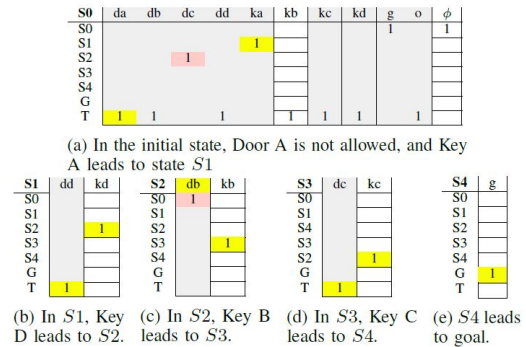 S0 da db dc dd ka kb kc kd g o ϕ
S0 1 1
S1 1
S2 1
S3
S4
G
T 1 1 1 1 1 1 1
(a) In the initial state, Door A is not allowed, and Key
A leads to state S1
S1 dd kd
S0
S1
S2 1
S3
S4
G
T 1
(b) In S1, Key
D leads to S2.
S2 db kb
S0 1
S1
S2
S3 1
S4
G
T
(c) In S2, Key B
leads to S3.
S3 dc kc
S0
S1
S2 1
S3
S4
G
T 1
(d) In S3, Key C
leads to S4.
S4 g
S0
S1
S2
S3
S4
G 1
T
(e) S4 leads
to goal.